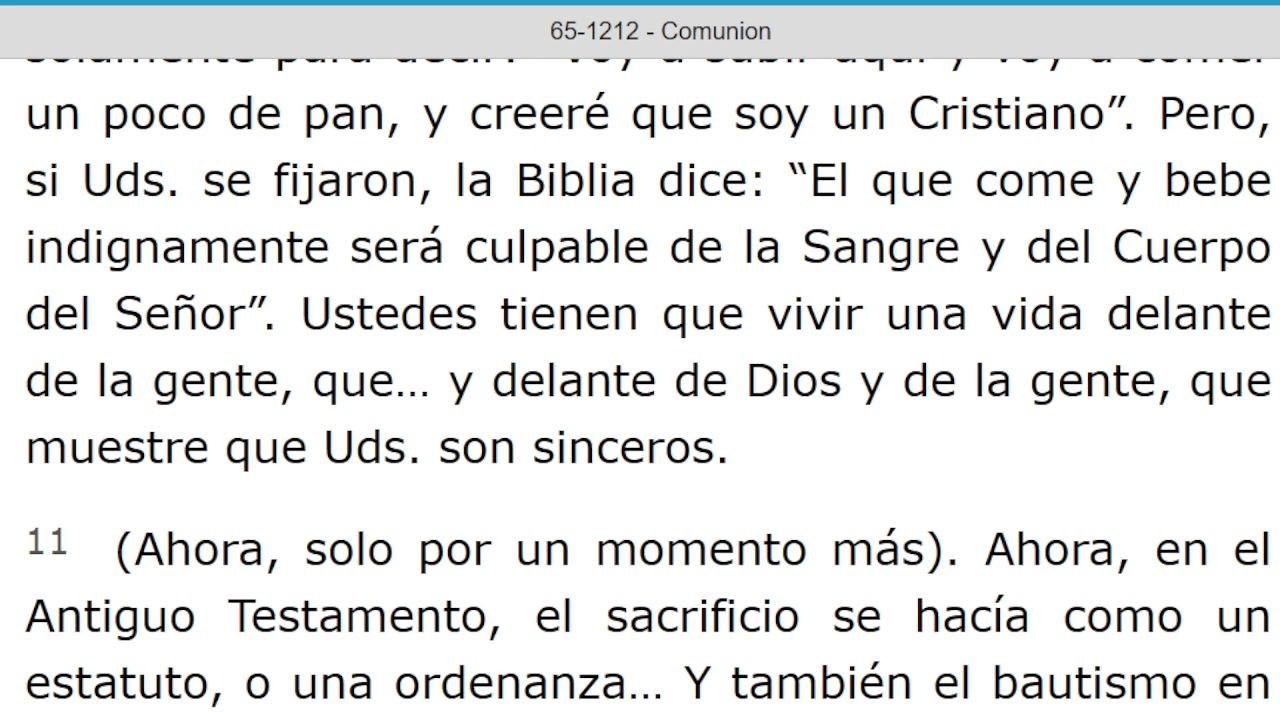 65-1212 - Comunion
un poco de pan, y creeré que soy un Cristiano”. Pero,
si Uds. se fijaron, la Biblia dice: “El que come y bebe
indignamente será culpable de la Sangre y del Cuerpo
del Señor”. Ustedes tienen que vivir una vida delante
de la gente, que… y delante de Dios y de la gente, que
muestre que Uds. son sinceros.
11 (Ahora, solo por un momento más). Ahora, en el
Antiguo Testamento, el sacrificio se hacía como un
estatuto, o una ordenanza… Y también el bautismo en